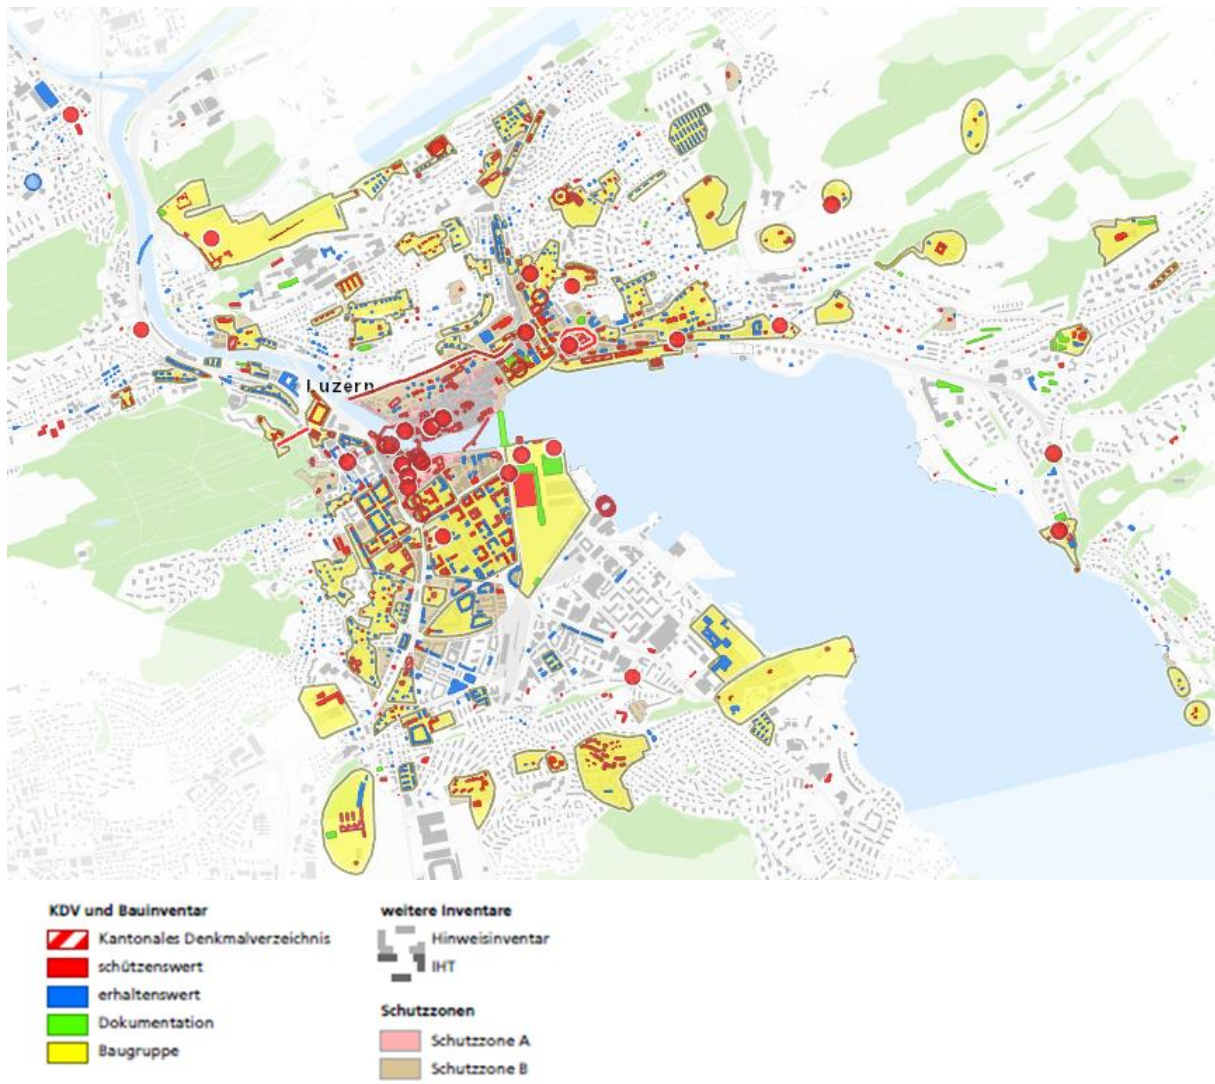 Luzern
KDV und Bauinventar
Kantonales Denkmalverzeichnis
schützenswert
erhaltenswert
Dokumentation
Baugruppe
weitere Inventare
Hinweisinventar
IHT
Schutzzonen
Schutzzone A
Schutzzone B